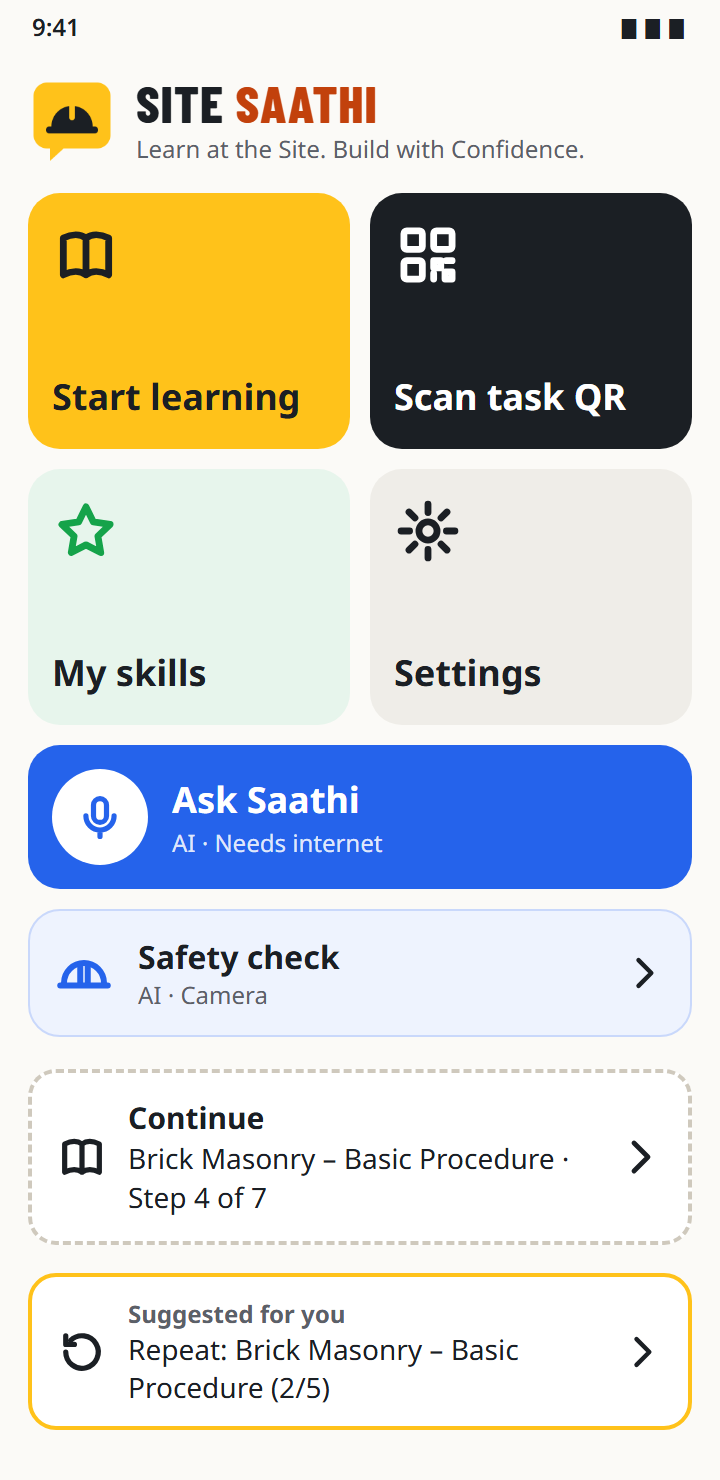 9:41
SITE SAATHI
Learn at the Site. Build with Confidence.
Start learning
Scan task QR
My skills
Settings
Ask Saathi
AI · Needs internet
Safety check
AI · Camera
Continue
Brick Masonry – Basic Procedure ·
Step 4 of 7
Suggested for you
Repeat: Brick Masonry – Basic
Procedure (2/5)